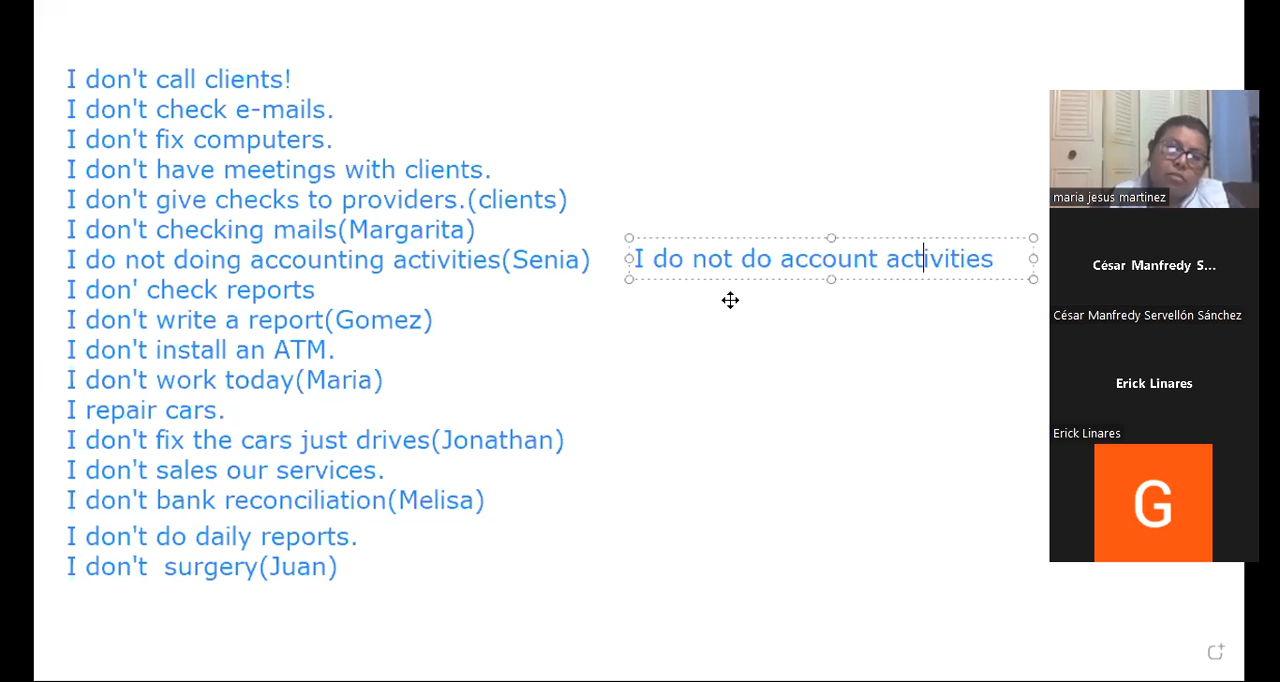 I don't call clients!
I don't check e-mails.
I don't fix computers.
I don't have meetings with clients.
I don't give checks to providers.(clients)
I don't checking mails(Margarita)
I do not doing accounting activities(Senia)
I don' check reports
I don't write a report(Gomez)
I don't install an ATM.
I don't work today(Maria)
I repair cars.
I don't fix the cars just drives(Jonathan)
I don't sales our services.
I don't bank reconciliation(Melisa)
I don't do daily reports.
I don't  surgery(Juan)
I do not do account activities
maria jesus martinez
César Manfredy S...
César Manfredy Servellón Sánchez
Erick Linares
Erick Linares
G